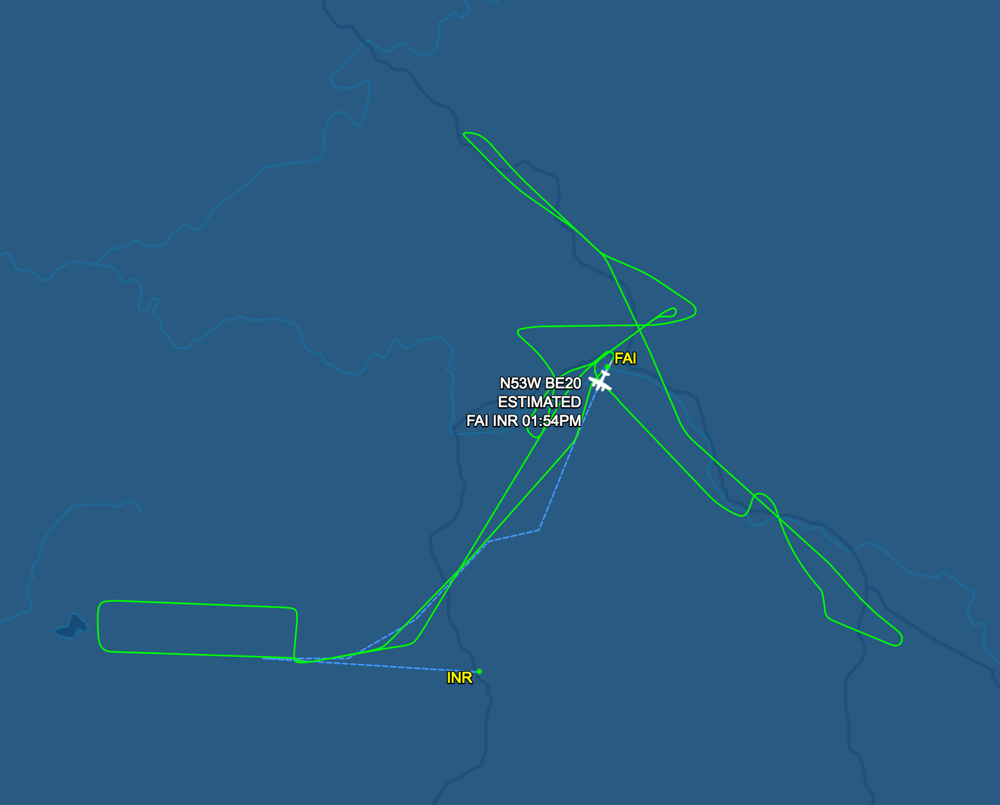 FAI
N53W BE20
ESTIMATED
FAI INR 01:54PM
INR